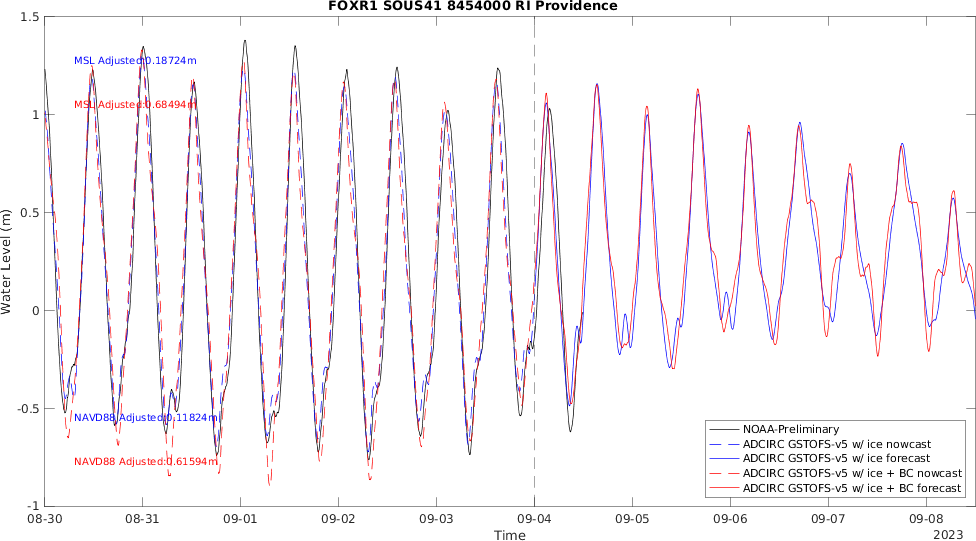 FOXR1 SOUS41 8454000 RI Providence
1.5
1
0.5
0
-0.5
-1
Water Level (m)
MSL Adjusted:0.18724m
MSL Adjusted:0.68494m
NAVD88 Adjusted:0.11824m
NAVD88 Adjusted:0.61594m
NOAA-Preliminary
ADCIRC GSTOFS-v5 w/ ice nowcast
ADCIRC GSTOFS-v5 w/ ice forecast
ADCIRC GSTOFS-v5 w/ ice + BC nowcast
ADCIRC GSTOFS-v5 w/ ice + BC forecast
08-30 08-31 09-01 09-02 09-03 09-04 09-05 09-06 09-07 09-08
Time
2023